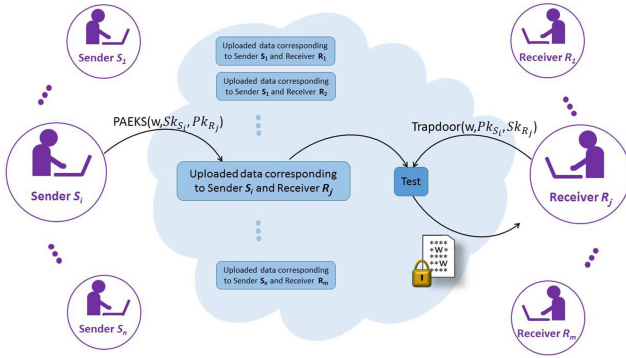 Sender S1
Uploaded data corresponding
to Sender S1 and Receiver R1
Receiver R1
Uploaded data corresponding
to Sender S1 and Receiver R2
PAEKS(w,SkSi,PkRj)
Trapdoor(w,PkSi,SkRj)
Uploaded data corresponding
to Sender Si and Receiver Rj
Test
Sender Si
Receiver Rj
****
*W*
****
**W
****
Uploaded data corresponding
to Sender Sn and Receiver Rm
Sender Sn
Receiver Rm